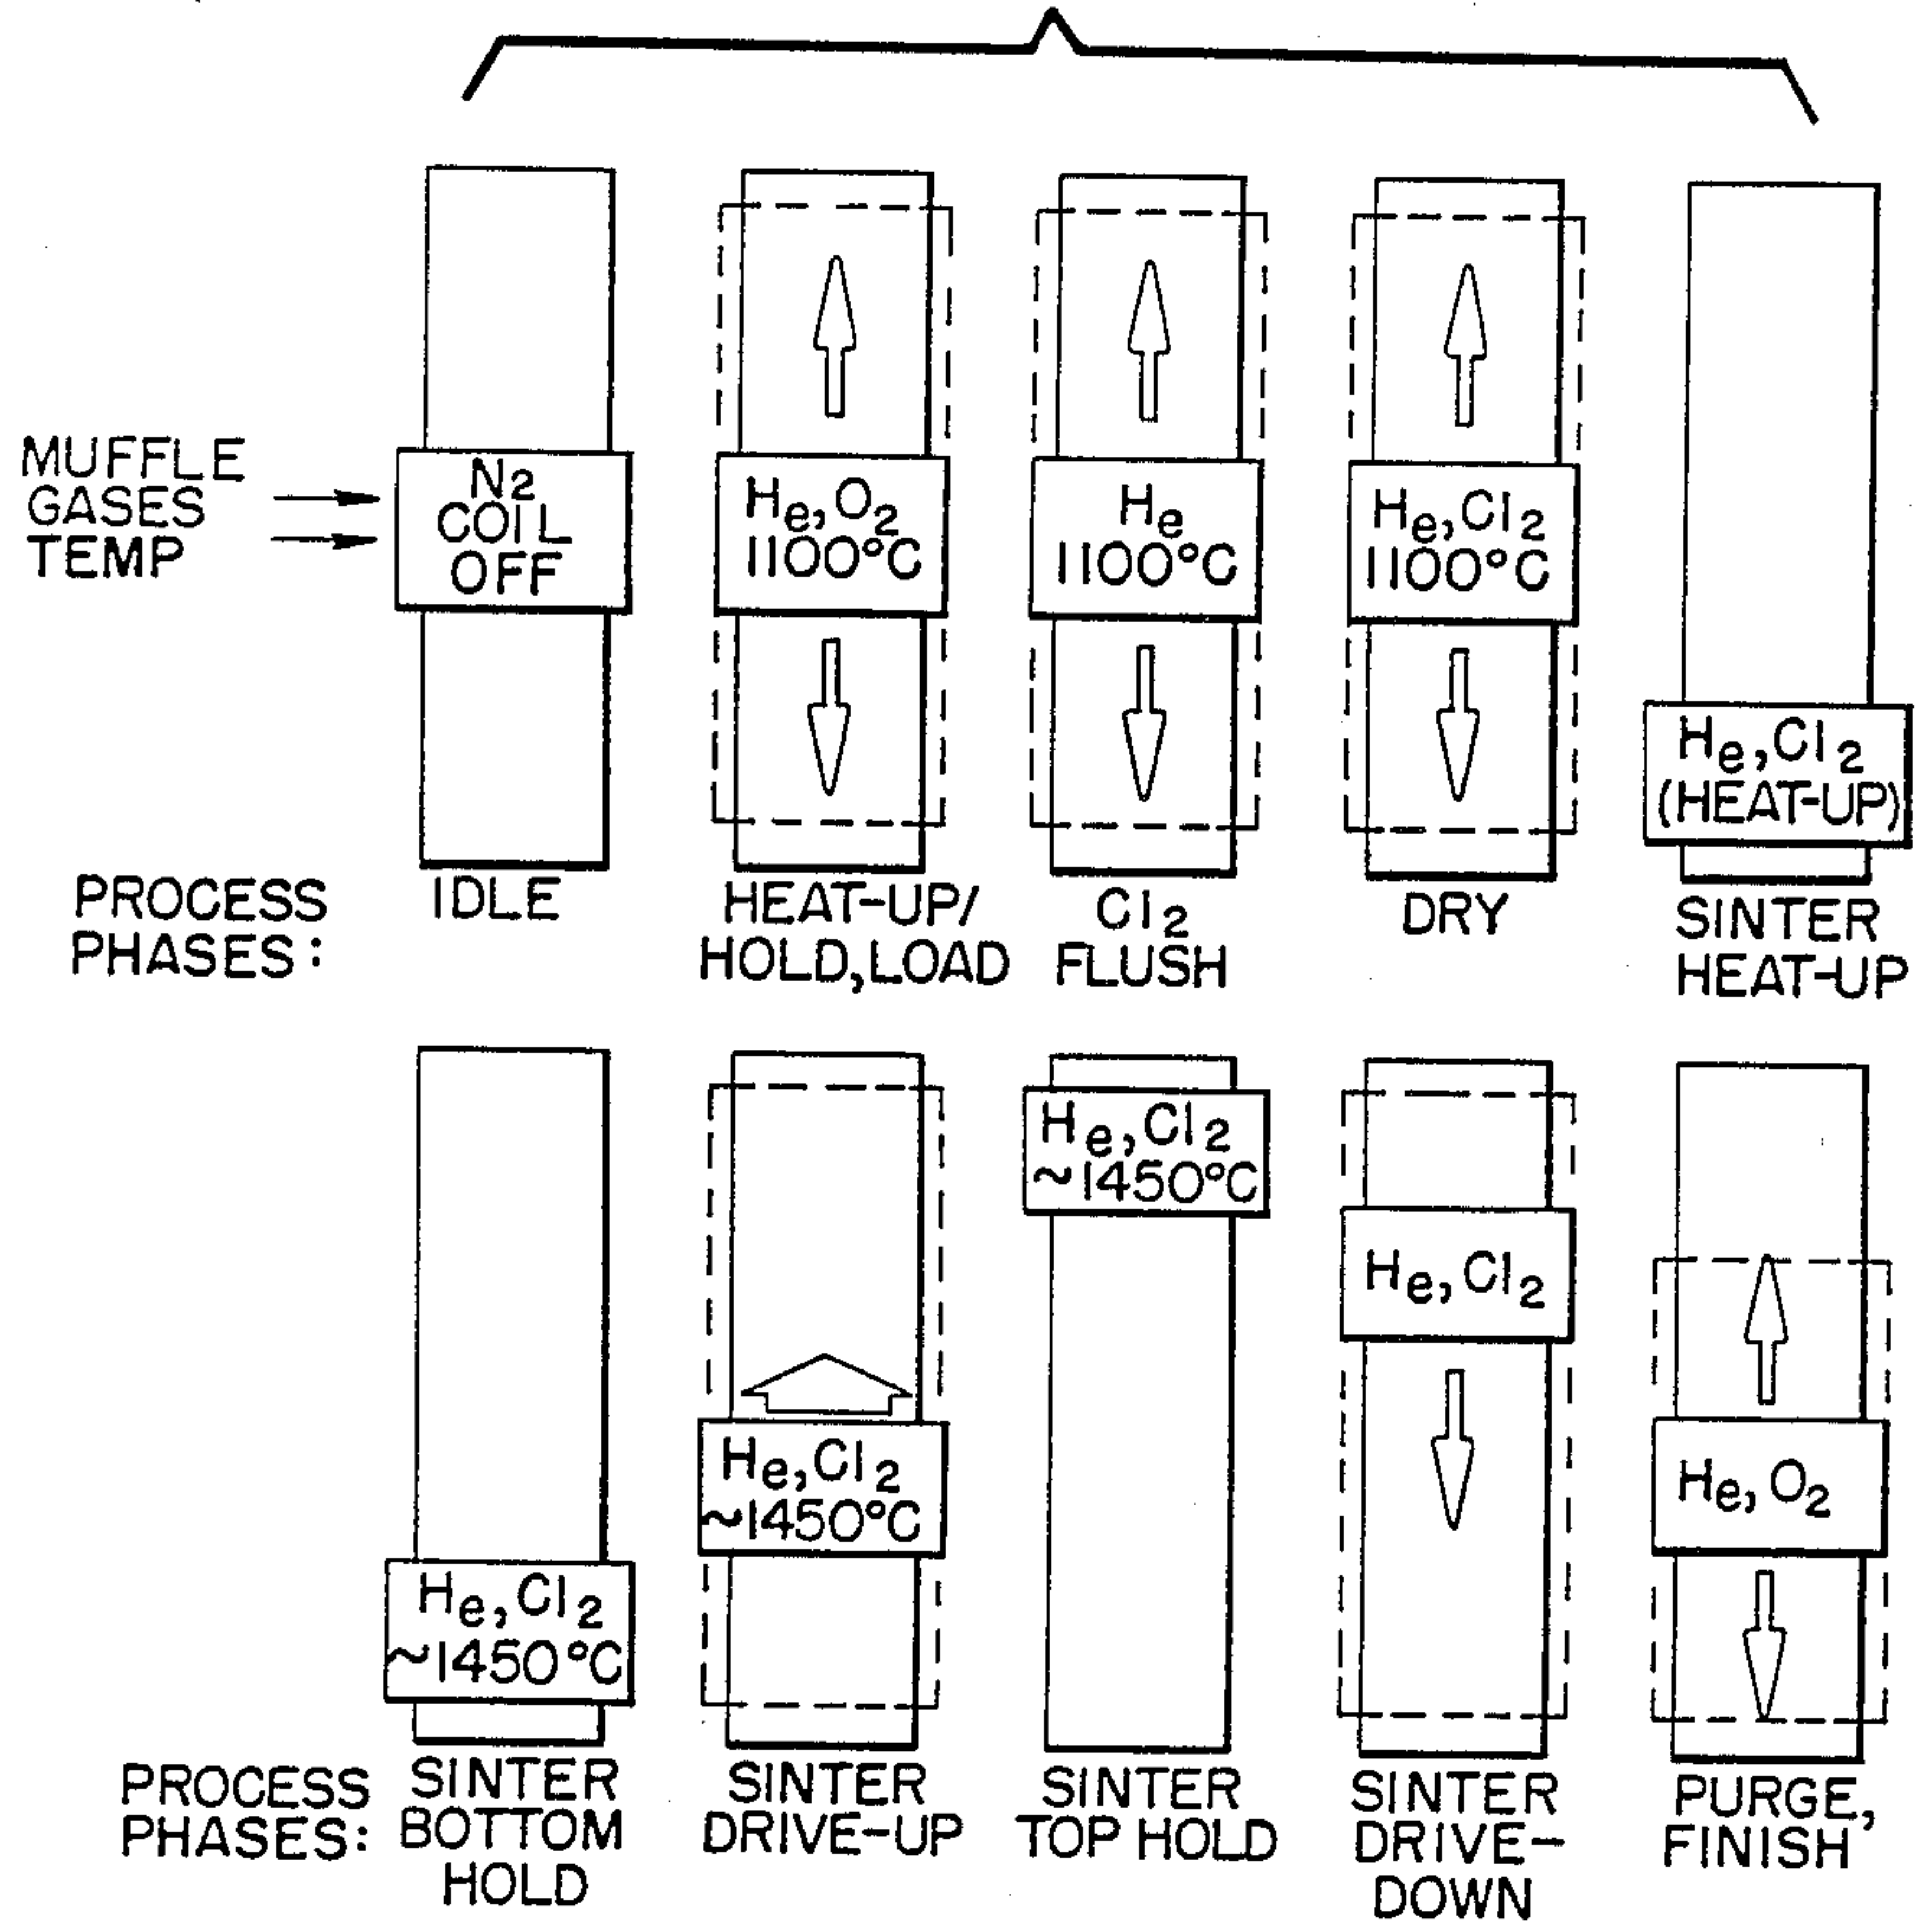 MUFFLE
GASES
TEMP
N2
COIL
OFF
He, O2
1100°C
He
1100°C
He, Cl2
1100°C
He, Cl2
(HEAT-UP)
PROCESS
PHASES:
IDLE
HEAT-UP/
HOLD, LOAD
Cl2
FLUSH
DRY
SINTER
HEAT-UP
He, Cl2
~1450°C
He, Cl2
~1450°C
He, Cl2
~1450°C
He, Cl2
He, O2
PROCESS
PHASES:
SINTER
BOTTOM
HOLD
SINTER
DRIVE-UP
SINTER
TOP HOLD
SINTER
DRIVE-
DOWN
PURGE,
FINISH